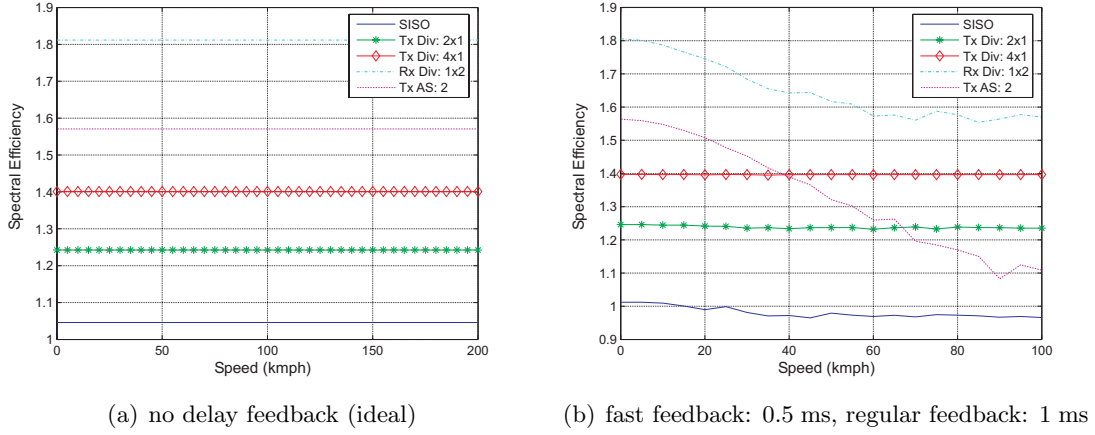 1.9
1.8
1.7
1.6
1.5
1.4
1.3
1.2
1.1
1
0
50
100
150
200
Speed (kmph)
Spectral Efficiency
SISO
Tx Div: 2x1
Tx Div: 4x1
Rx Div: 1x2
Tx AS: 2
(a) no delay feedback (ideal)
1.9
1.8
1.7
1.6
1.5
1.4
1.3
1.2
1.1
1
0.9
0
20
40
60
80
100
Speed (kmph)
Spectral Efficiency
SISO
Tx Div: 2x1
Tx Div: 4x1
Rx Div: 1x2
Tx AS: 2
(b) fast feedback: 0.5 ms, regular feedback: 1 ms